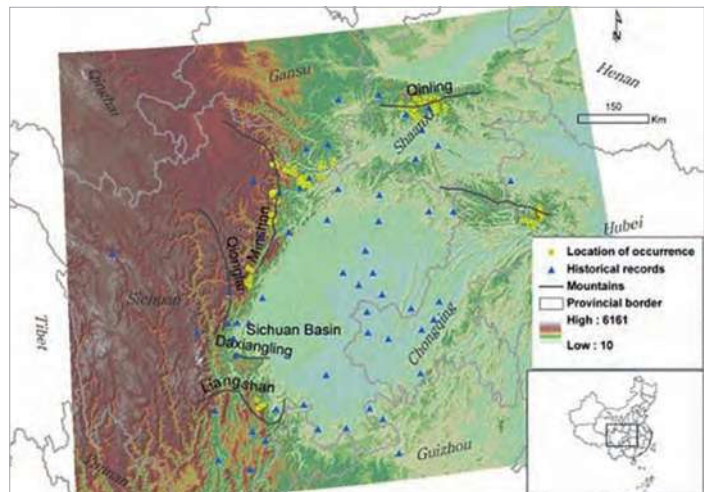 N
Gansu
Qinghai
Henan
Qinling
150
Km
Shaanxi
Hubei
Minshan
Qionglai
Sichuan
Tibet
Sichuan Basin
Daxiangling
Chongqing
Liangshan
Guizhou
Yunnan
Location of occurrence
Historical records
Mountains
Provincial border
High : 6161
Low : 10